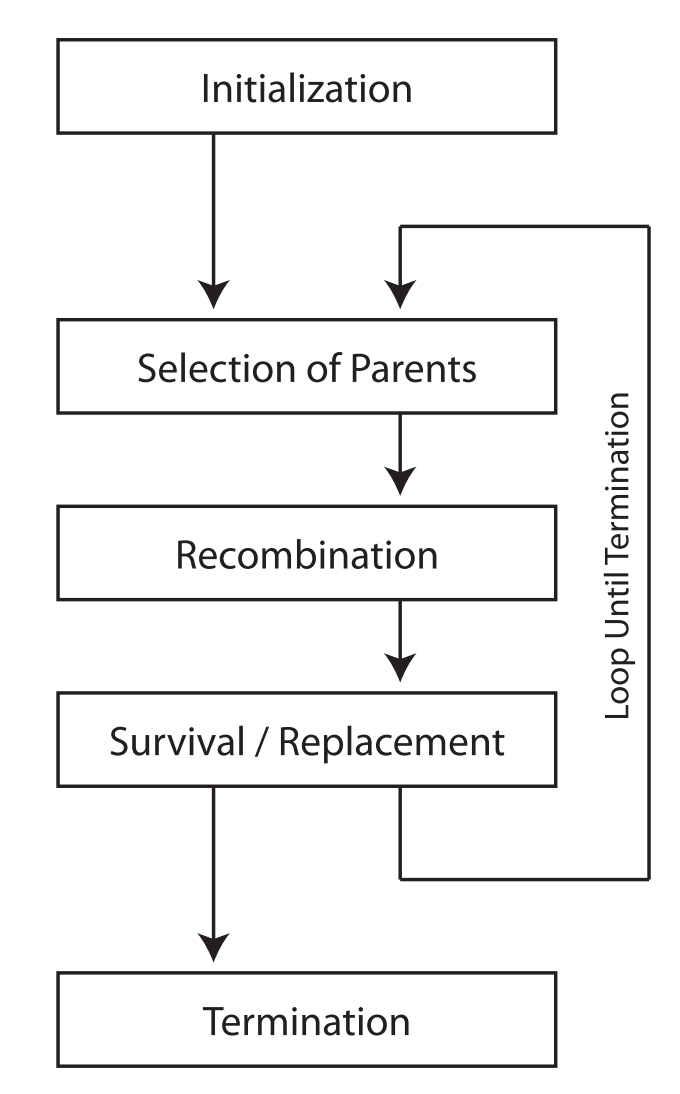 Initialization
Selection of Parents
Recombination
Loop Until Termination
Survival / Replacement
Termination